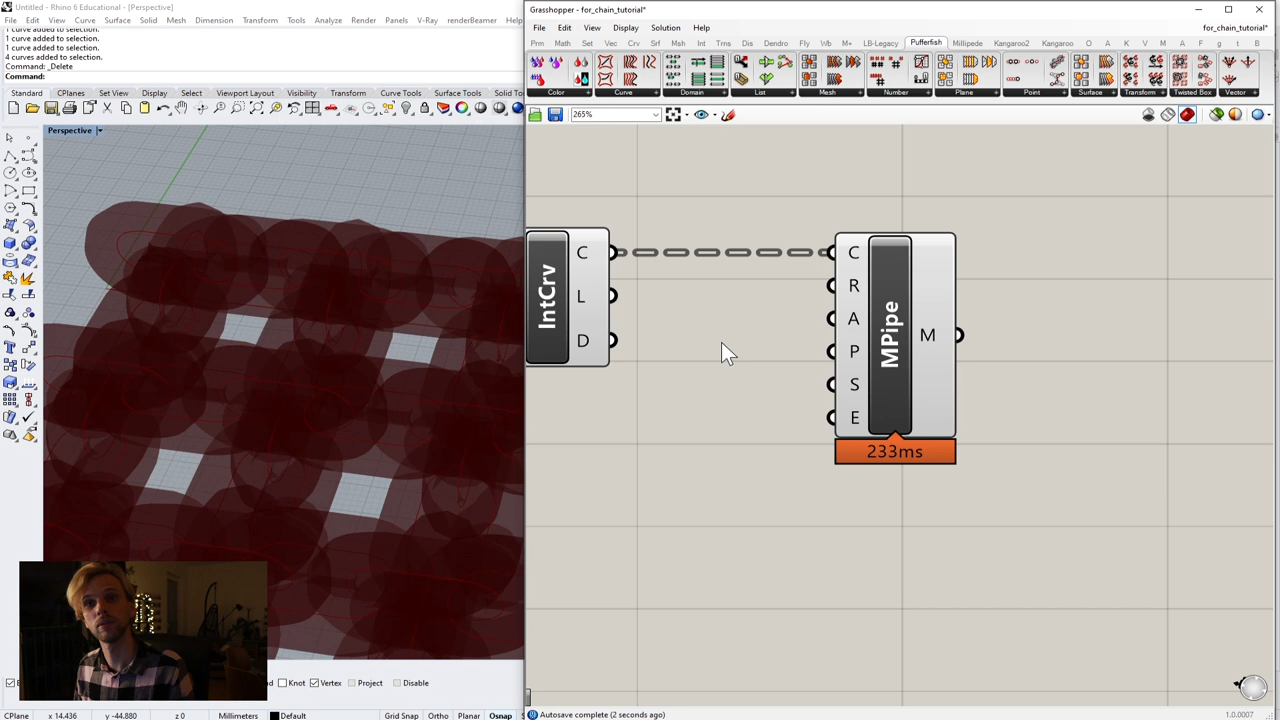 Untitled - Rhino 6 Educational - [Perspective]
File Edit View Curve Surface Solid Mesh Dimension Transform Tools Analyze Render Panels V-Ray renderBeamer Help
1 curve added to selection.
1 curve added to selection.
1 curve added to selection.
4 curves added to selection.
Command: _Delete
Command:
Standard CPlanes Set View Display Select Viewport Layout Visibility Transform Curve Tools Surface Tools Solid To
Perspective
Knot Vertex Project Disable
CPlane x 14.436 y -44.880 z 0 Millimeters Default Grid Snap Ortho Planar Osnap
Grasshopper - for_chain_tutorial*
File Edit View Display Solution Help for_chain_tutorial*
Prm Math Set Vec Crv Srf Msh Int Trns Dis Dendro Fly Wb M+ LB-Legacy Pufferfish Millipede Kangaroo2 Kangaroo O A K V M A F B
Color Curve Domain List Mesh Number Plane Point Surface Transform Twisted Box Vector
265%
IntCrv
C
L
D
C
R
A
P
S
E
MPipe
M
233ms
Autosave complete (2 seconds ago) 1.0.0007